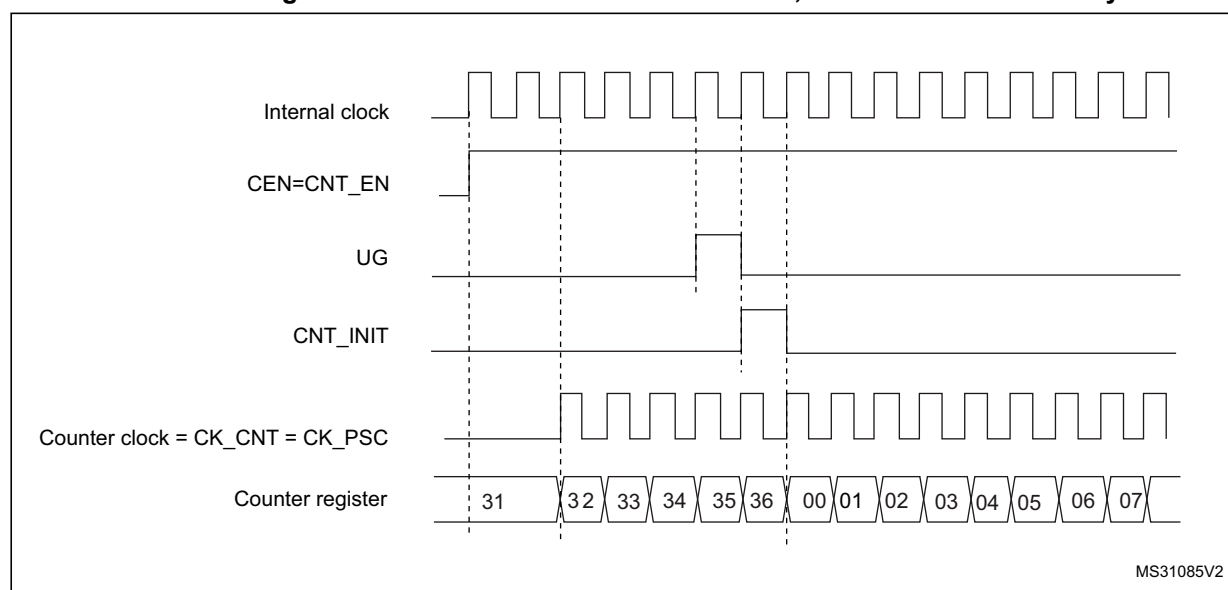 Internal clock
CEN=CNT_EN
UG
CNT_INIT
Counter clock = CK_CNT = CK_PSC
Counter register 31 32 33 34 35 36 00 01 02 03 04 05 06 07
MS31085V2